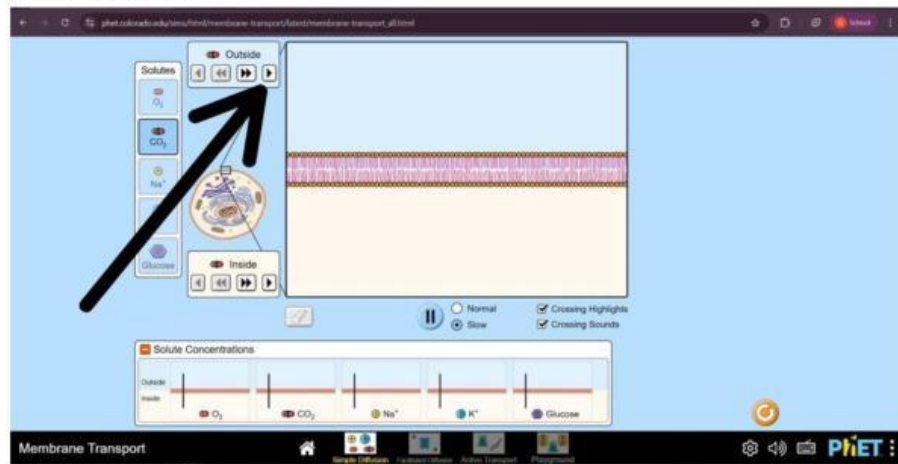 phet.colorado.edu/sims/html/membrane-transport/latest/membrane-transport_all.html
School
Outside
Solutes
O₂
CO₂
Na⁺
Glucose
Inside
Normal
Slow
Crossing Highlights
Crossing Sounds
Solute Concentrations
Outside
Inside
O₂
CO₂
Na⁺
K⁺
Glucose
Membrane Transport
Simple Diffusion
Facilitated Diffusion
Active Transport
Playground
PhET